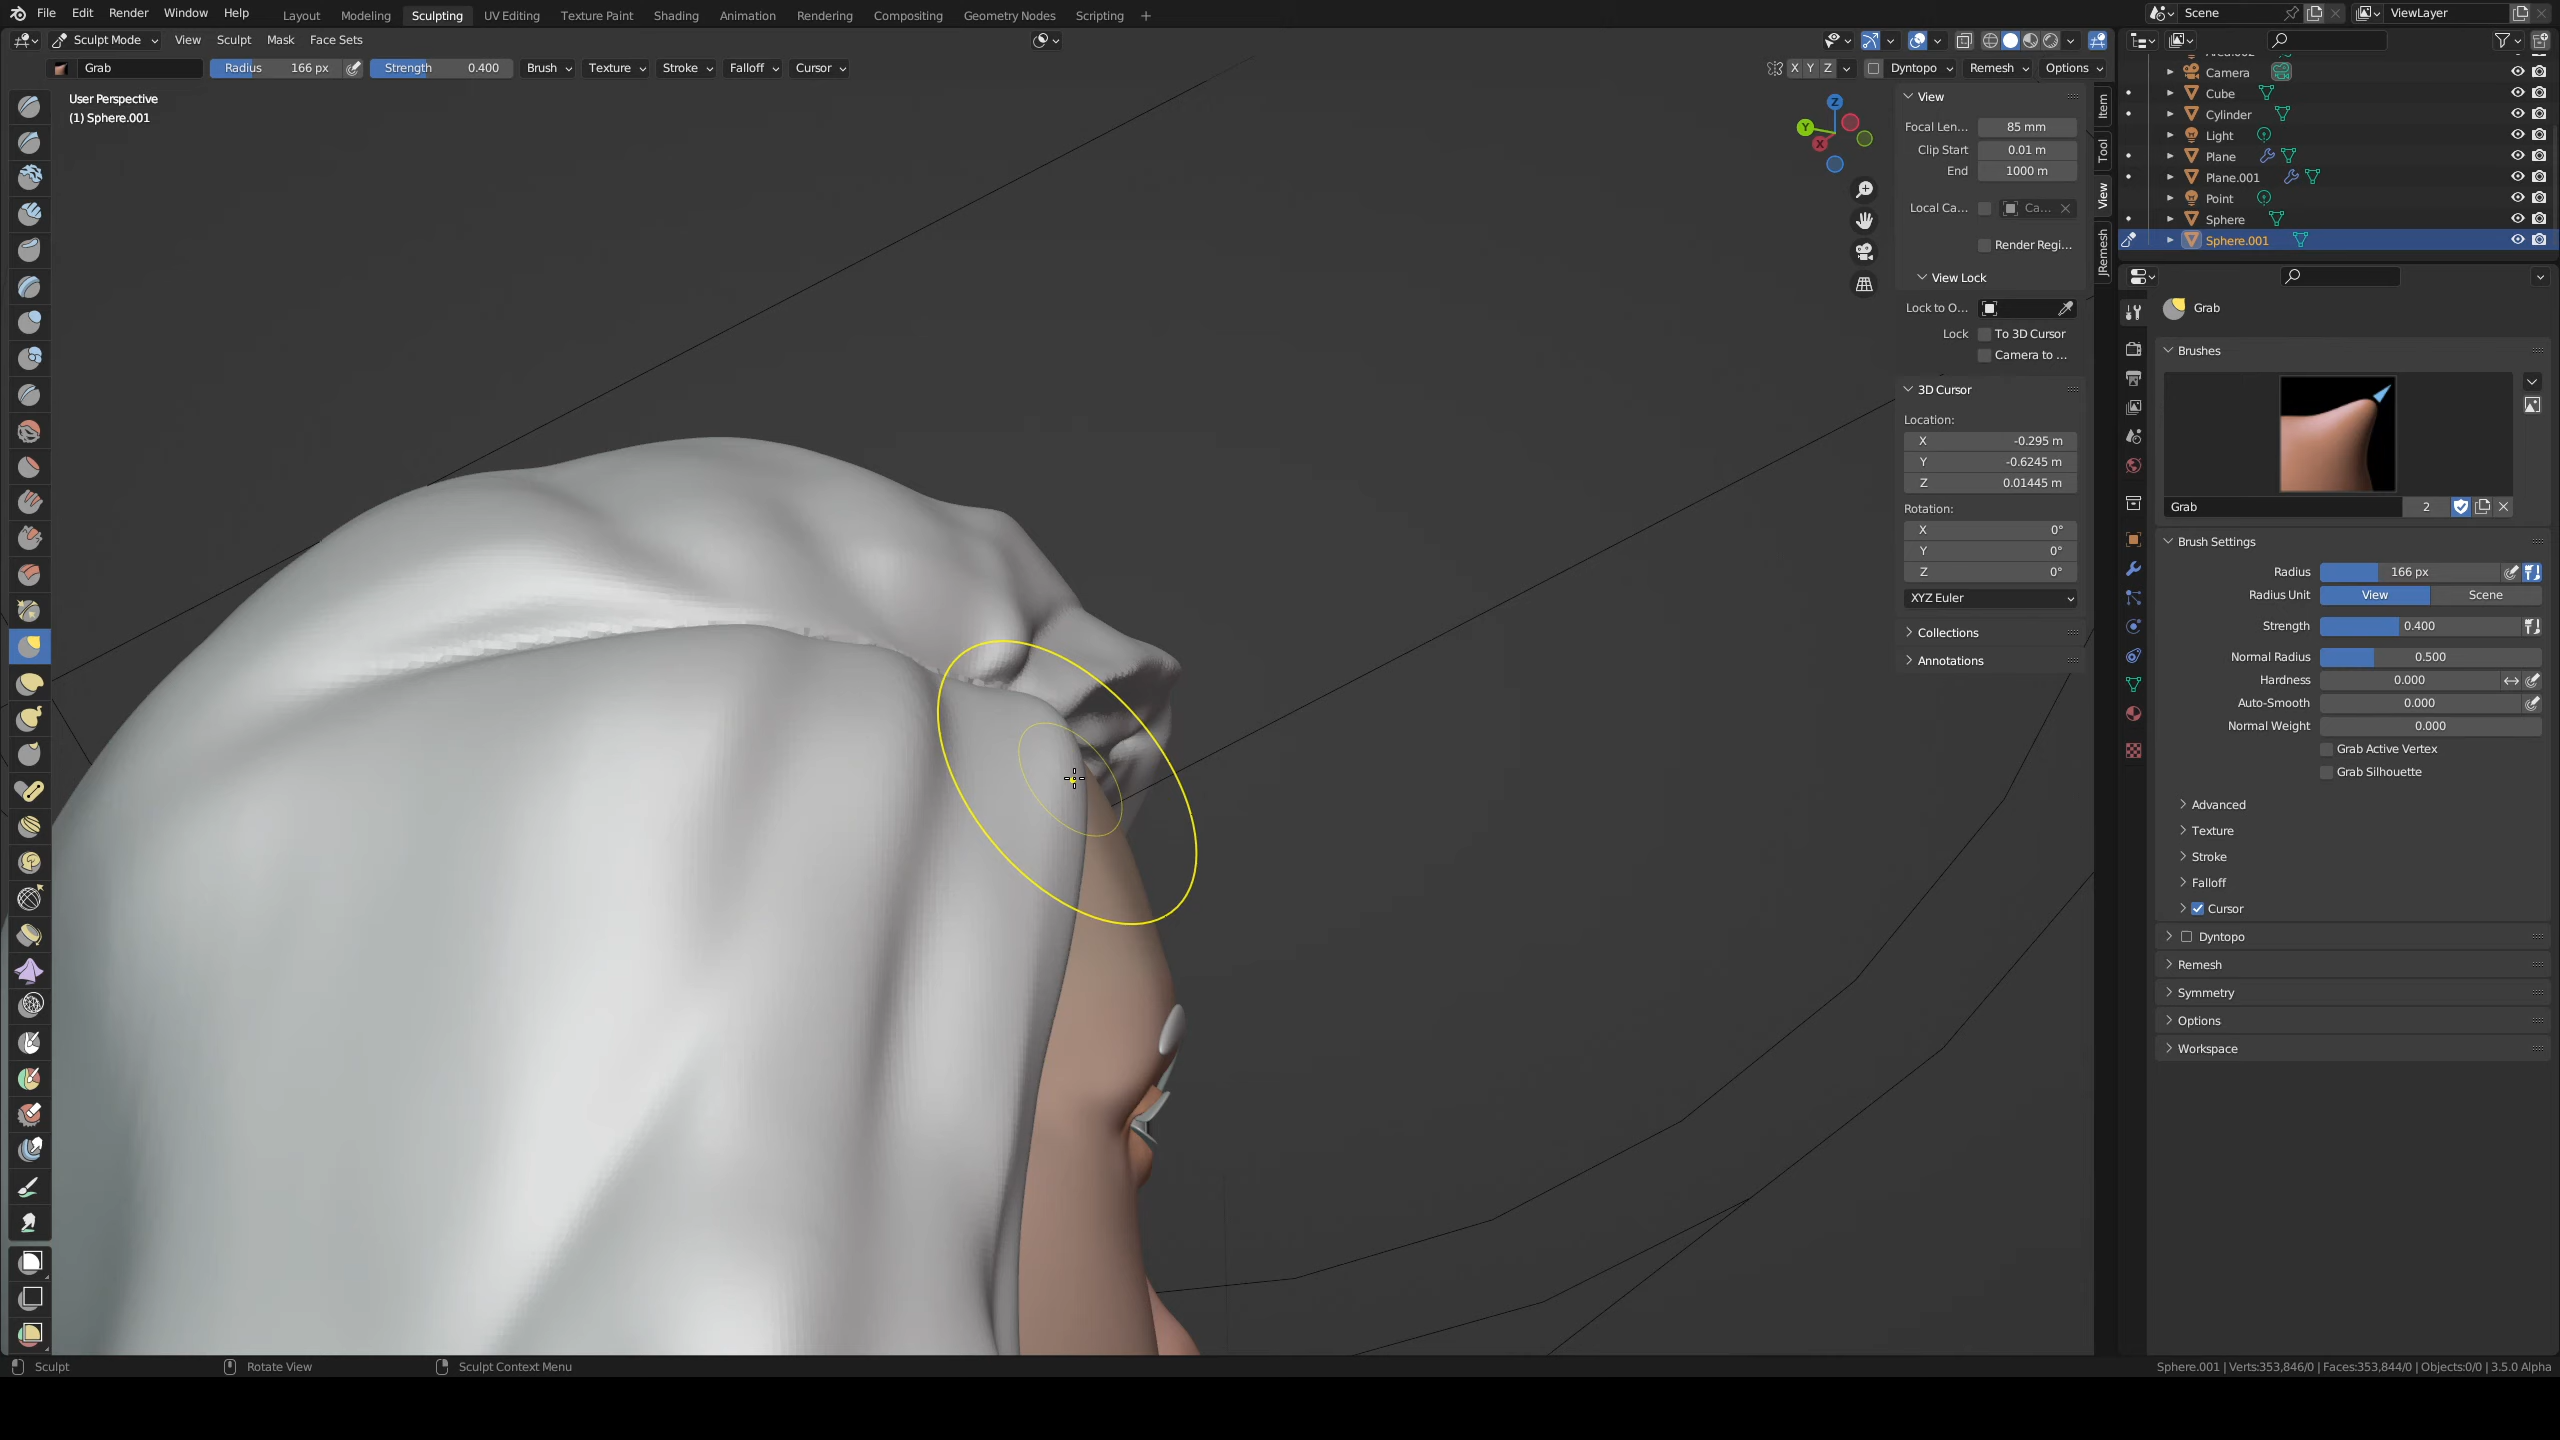 File Edit Render Window Help Layout Modeling Sculpting UV Editing Texture Paint Shading Animation Rendering Compositing Geometry Nodes Scripting +
Scene ViewLayer
Sculpt Mode View Sculpt Mask Face Sets
Grab Radius 166 px Strength 0.400 Brush Texture Stroke Falloff Cursor
X Y Z Dyntopo Remesh Options
User Perspective
(1) Sphere.001
Z
Y
X
View
Focal Len... 85 mm
Clip Start 0.01 m
End 1000 m
Local Ca... Ca...
Render Regi...
View Lock
Lock to O...
Lock To 3D Cursor
Camera to ...
3D Cursor
Location:
X -0.295 m
Y -0.6245 m
Z 0.01445 m
Rotation:
X 0°
Y 0°
Z 0°
XYZ Euler
Collections
Annotations
Item
Tool
View
JRemesh
Camera
Cube
Cylinder
Light
Plane
Plane.001
Point
Sphere
Sphere.001
Grab
Brushes
Grab 2
Brush Settings
Radius 166 px
Radius Unit View Scene
Strength 0.400
Normal Radius 0.500
Hardness 0.000
Auto-Smooth 0.000
Normal Weight 0.000
Grab Active Vertex
Grab Silhouette
Advanced
Texture
Stroke
Falloff
Cursor
Dyntopo
Remesh
Symmetry
Options
Workspace
Sculpt Rotate View Sculpt Context Menu
Sphere.001 | Verts:353,846/0 | Faces:353,844/0 | Objects:0/0 | 3.5.0 Alpha